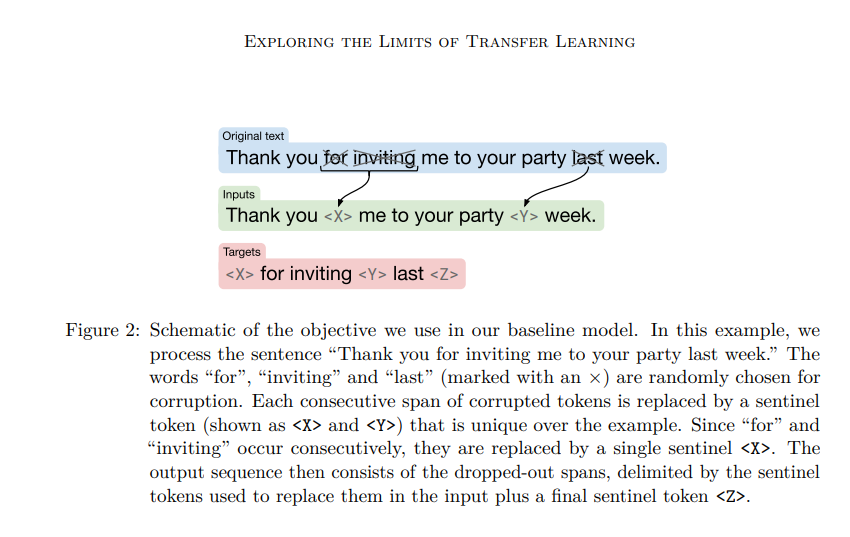 EXPLORING THE LIMITS OF TRANSFER LEARNING
Original text
Thank you for inviting me to your party last week.
Inputs
Thank you <X> me to your party <Y> week.
Targets
<X> for inviting <Y> last <Z>
Figure 2: Schematic of the objective we use in our baseline model. In this example, we
process the sentence “Thank you for inviting me to your party last week.” The
words “for”, “inviting” and “last” (marked with an ×) are randomly chosen for
corruption. Each consecutive span of corrupted tokens is replaced by a sentinel
token (shown as <X> and <Y>) that is unique over the example. Since “for” and
“inviting” occur consecutively, they are replaced by a single sentinel <X>. The
output sequence then consists of the dropped-out spans, delimited by the sentinel
tokens used to replace them in the input plus a final sentinel token <Z>.